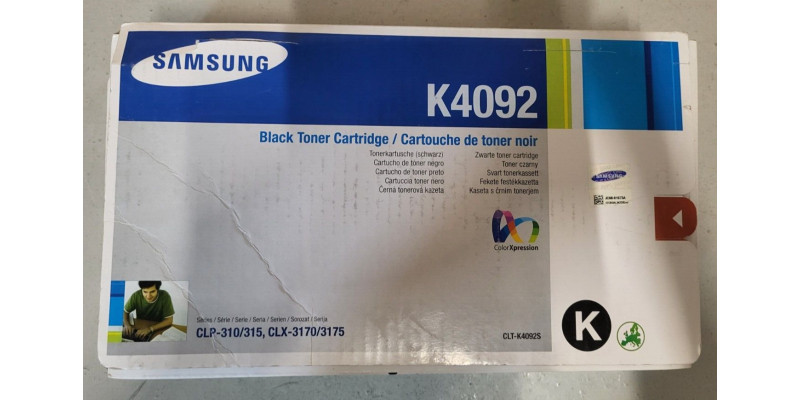 SAMSUNG
K4092
Black Toner Cartridge / Cartouche de toner noir
Tonerkartusche (schwarz)
Cartucho de tóner negro
Cartucho de toner preto
Cartuccia toner nero
Černá tonerová kazeta
Zwarte toner cartridge
Toner czarny
Svart tonerkassett
Fekete festékkazetta
Kaseta s črnim tonerjem
SAMSUNG
ColorXpression
Series / Série / Serie / Seria / Serien / Sorozat / Serija
CLP-310/315, CLX-3170/3175
CLT-K4092S
K